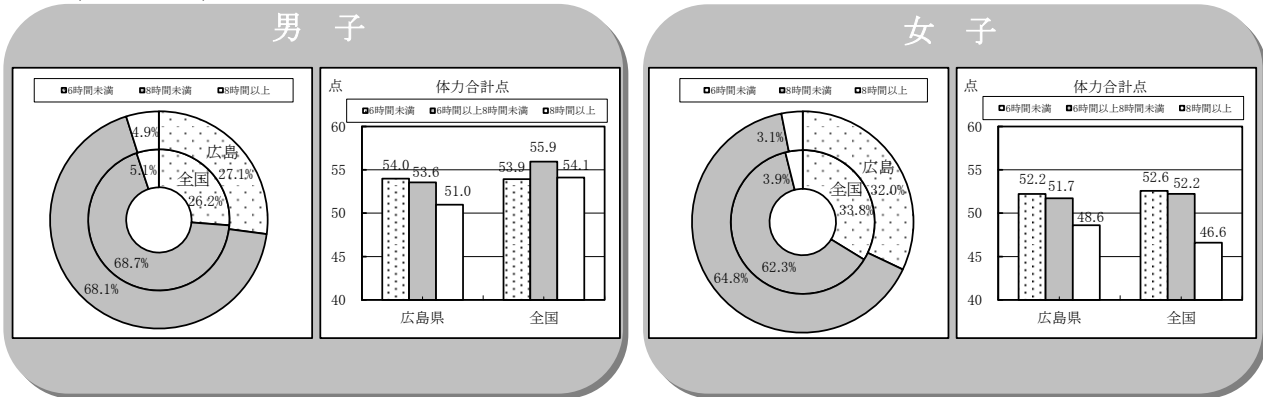 男 子
6時間未満 8時間未満 8時間以上
4.9%
5.1%
広島
27.1%
全国
26.2%
68.7%
68.1%
点 体力合計点
6時間未満 6時間以上8時間未満 8時間以上
60
55
50
45
40
54.0
53.6
51.0
53.9
55.9
54.1
広島県 全国
女 子
6時間未満 8時間未満 8時間以上
3.1%
3.9%
広島
32.0%
全国
33.8%
62.3%
64.8%
点 体力合計点
6時間未満 6時間以上8時間未満 8時間以上
60
55
50
45
40
52.2
51.7
48.6
52.6
52.2
46.6
広島県 全国